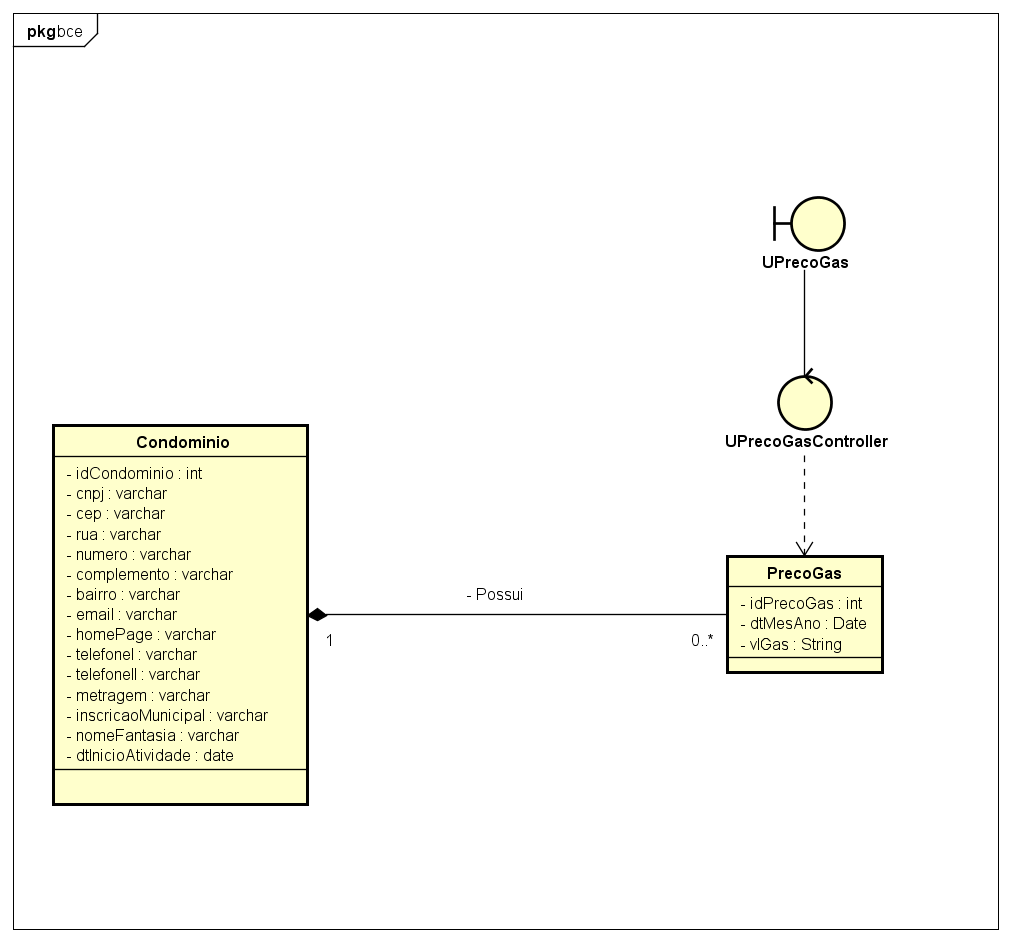 pkg bce
UPrecoGas
UPrecoGasController
Condominio
- idCondominio : int
- cnpj : varchar
- cep : varchar
- rua : varchar
- numero : varchar
- complemento : varchar
- bairro : varchar
- email : varchar
- homePage : varchar
- telefoneI : varchar
- telefoneII : varchar
- metragem : varchar
- inscricaoMunicipal : varchar
- nomeFantasia : varchar
- dtInicioAtividade : date
- Possui
1
0..*
PrecoGas
- idPrecoGas : int
- dtMesAno : Date
- vlGas : String